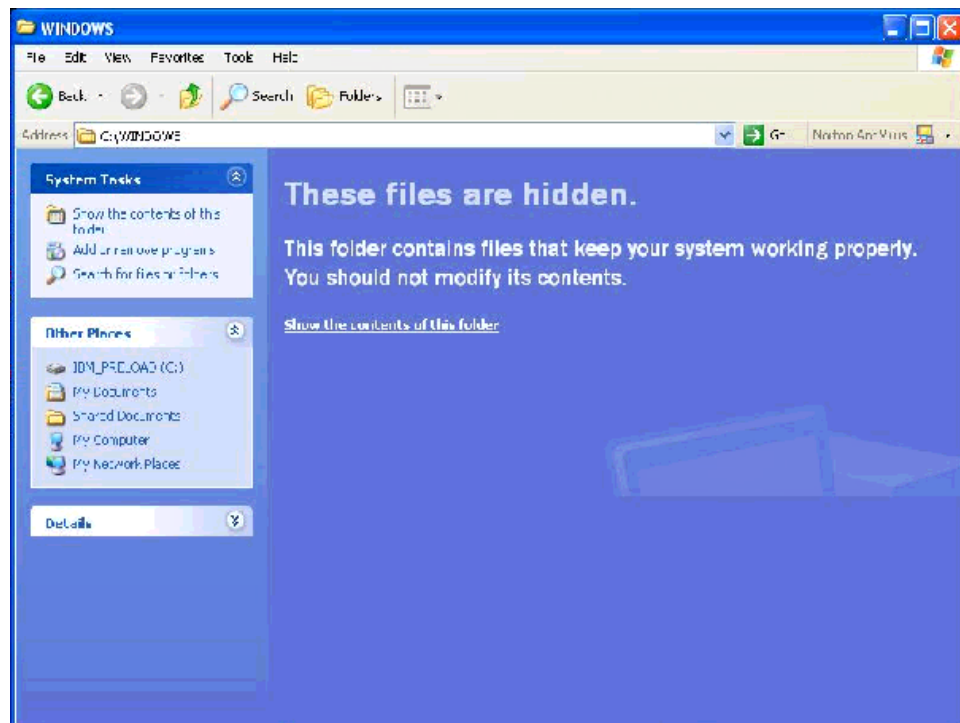 WINDOWS
File Edit View Favorites Tools Help
Back Search Folders
Address C:\WINDOWS Go Norton AntiVirus
System Tasks
Show the contents of this
folder
Add or remove programs
Search for files or folders
Other Places
IBM_PRELOAD (C:)
My Documents
Shared Documents
My Computer
My Network Places
Details
These files are hidden.
This folder contains files that keep your system working properly.
You should not modify its contents.
Show the contents of this folder